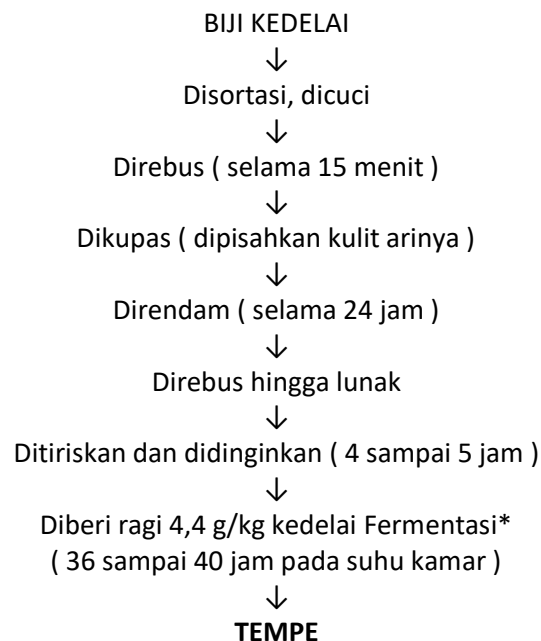 BIJI KEDELAI
↓
Disortasi, dicuci
↓
Direbus ( selama 15 menit )
↓
Dikupas ( dipisahkan kulit arinya )
↓
Direndam ( selama 24 jam )
↓
Direbus hingga lunak
↓
Ditiriskan dan didinginkan ( 4 sampai 5 jam )
↓
Diberi ragi 4,4 g/kg kedelai Fermentasi*
( 36 sampai 40 jam pada suhu kamar )
↓
TEMPE